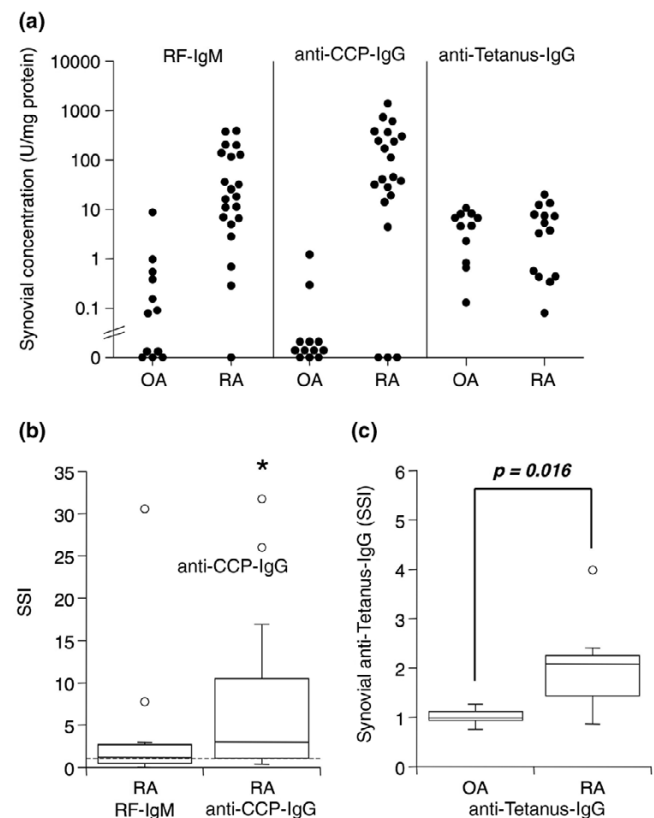 (a)
RF-IgM anti-CCP-IgG anti-Tetanus-IgG
Synovial concentration (U/mg protein)
10000
1000
100
10
1
0.1
0
OA RA OA RA OA RA
(b)
SSI
35
30
25
20
15
10
5
0
*
anti-CCP-IgG
RA RA
RF-IgM anti-CCP-IgG
(c)
Synovial anti-Tetanus-IgG (SSI)
6
5
4
3
2
1
0
p = 0.016
OA RA
anti-Tetanus-IgG